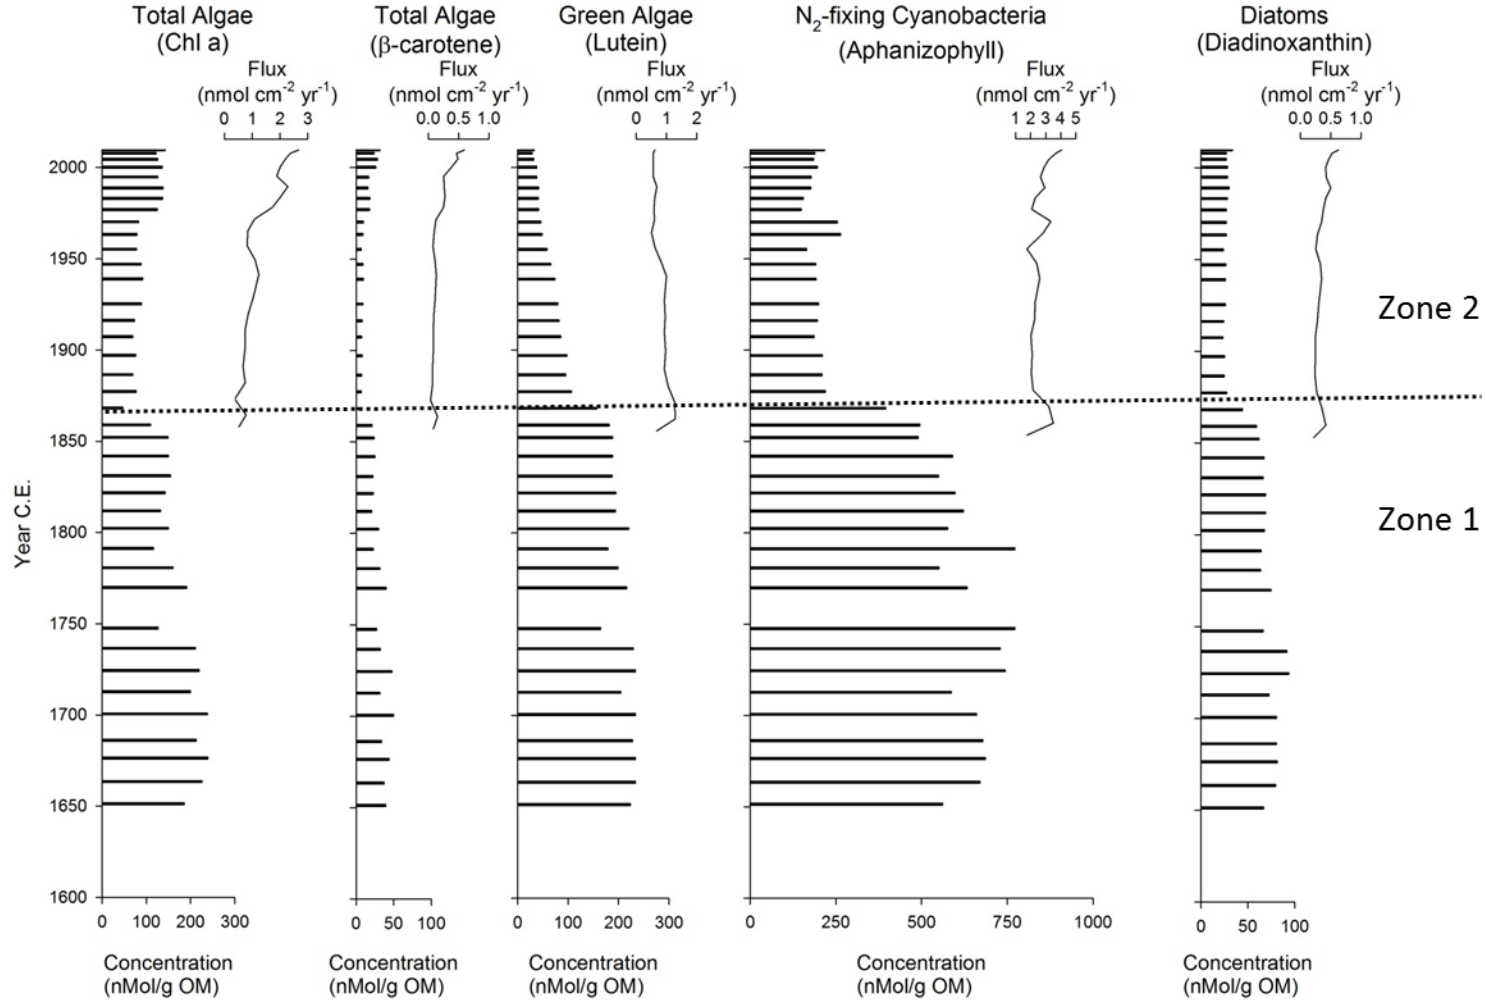 Total Algae
(Chl a)
Total Algae
(β-carotene)
Green Algae
(Lutein)
N₂-fixing Cyanobacteria
(Aphanizophyll)
Diatoms
(Diadinoxanthin)
Flux
(nmol cm⁻² yr⁻¹)
0 1 2 3
Flux
(nmol cm⁻² yr⁻¹)
0.0 0.5 1.0
Flux
(nmol cm⁻² yr⁻¹)
0 1 2
Flux
(nmol cm⁻² yr⁻¹)
1 2 3 4 5
Flux
(nmol cm⁻² yr⁻¹)
0.0 0.5 1.0
Year C.E.
2000
1950
1900
1850
1800
1750
1700
1650
1600
Zone 2
Zone 1
0 100 200 300
0 50 100
0 100 200 300
0 250 500 750 1000
0 50 100
Concentration
(nMol/g OM)
Concentration
(nMol/g OM)
Concentration
(nMol/g OM)
Concentration
(nMol/g OM)
Concentration
(nMol/g OM)